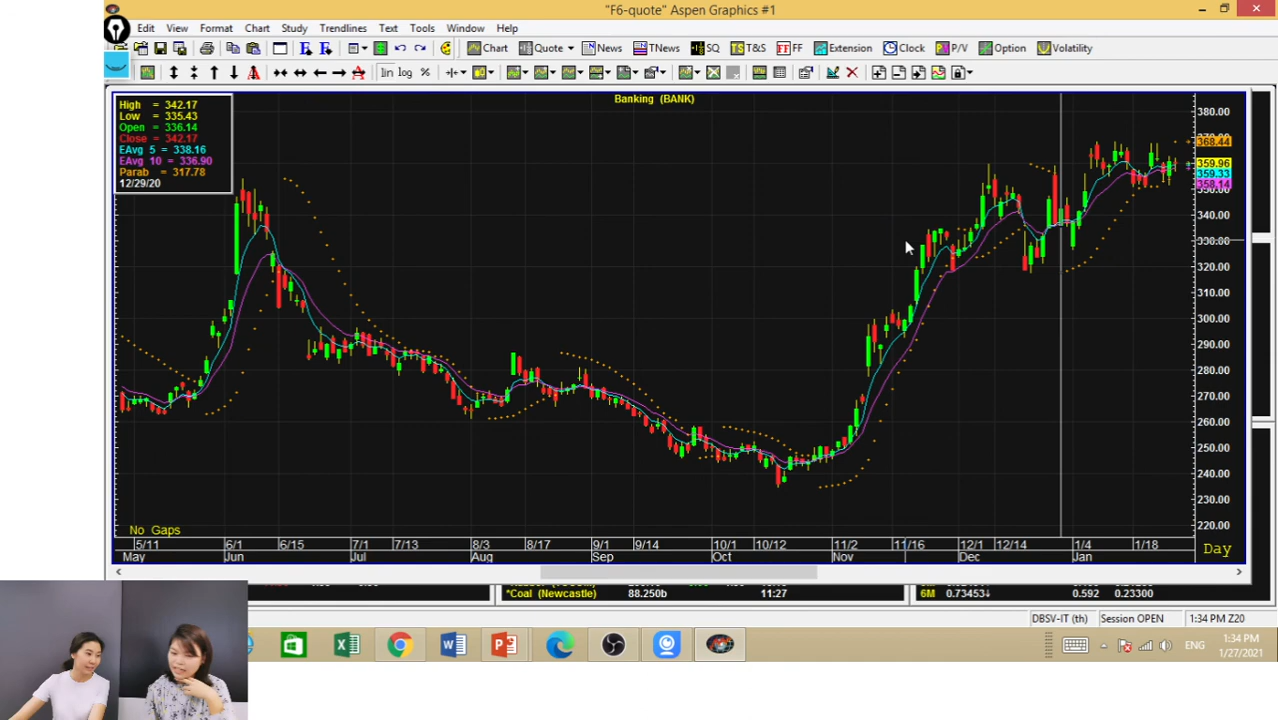 "F6-quote" Aspen Graphics #1
Edit View Format Chart Study Trendlines Text Tools Window Help
Chart Quote News TNews SQ T&S FF Extension Clock P/V Option Volatility
lin log %
Banking (BANK)
High = 342.17
Low = 335.43
Open = 336.14
Close = 342.17
EAvg 5 = 338.16
EAvg 10 = 336.90
Parab = 317.78
12/29/20
380.00
368.44
359.96
359.33
358.14
350.00
340.00
330.00
320.00
310.00
300.00
290.00
280.00
270.00
260.00
250.00
240.00
230.00
220.00
No Gaps
5/11 6/1 6/15 7/1 7/13 8/3 8/17 9/1 9/14 10/1 10/12 11/2 11/16 12/1 12/14 1/4 1/18
May Jun Jul Aug Sep Oct Nov Dec Jan
Day
*Coal (Newcastle) 88.250b 11:27
6M 0.73453↓ 0.592 0.23300
DBSV-IT (th) Session OPEN 1:34 PM Z20
ENG
1:34 PM
1/27/2021